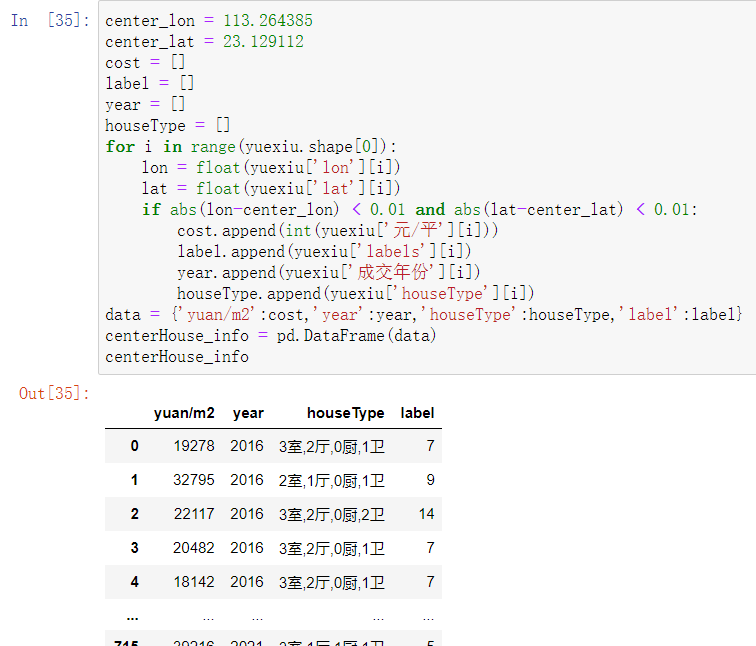 In [35]:
center_lon = 113.264385
center_lat = 23.129112
cost = []
label = []
year = []
houseType = []
for i in range(yuexiu.shape[0]):
    lon = float(yuexiu['lon'][i])
    lat = float(yuexiu['lat'][i])
    if abs(lon-center_lon) < 0.01 and abs(lat-center_lat) < 0.01:
        cost.append(int(yuexiu['元/平'][i]))
        label.append(yuexiu['labels'][i])
        year.append(yuexiu['成交年份'][i])
        houseType.append(yuexiu['houseType'][i])
data = {'yuan/m2':cost,'year':year,'houseType':houseType,'label':label}
centerHouse_info = pd.DataFrame(data)
centerHouse_info
Out[35]:
yuan/m2 year houseType label
0 19278 2016 3室,2厅,0厨,1卫 7
1 32795 2016 2室,1厅,0厨,1卫 9
2 22117 2016 3室,2厅,0厨,2卫 14
3 20482 2016 3室,2厅,0厨,1卫 7
4 18142 2016 3室,2厅,0厨,1卫 7
... ... ... ... ...